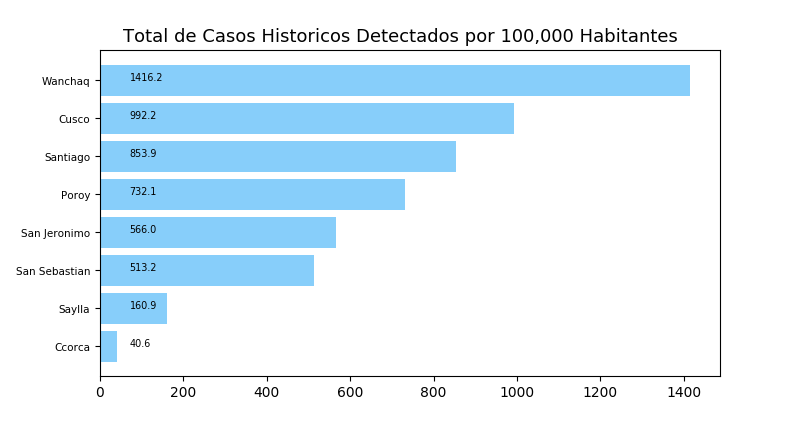 Total de Casos Historicos Detectados por 100,000 Habitantes
Wanchaq 1416.2
Cusco 992.2
Santiago 853.9
Poroy 732.1
San Jeronimo 566.0
San Sebastian 513.2
Saylla 160.9
Ccorca 40.6
0 200 400 600 800 1000 1200 1400